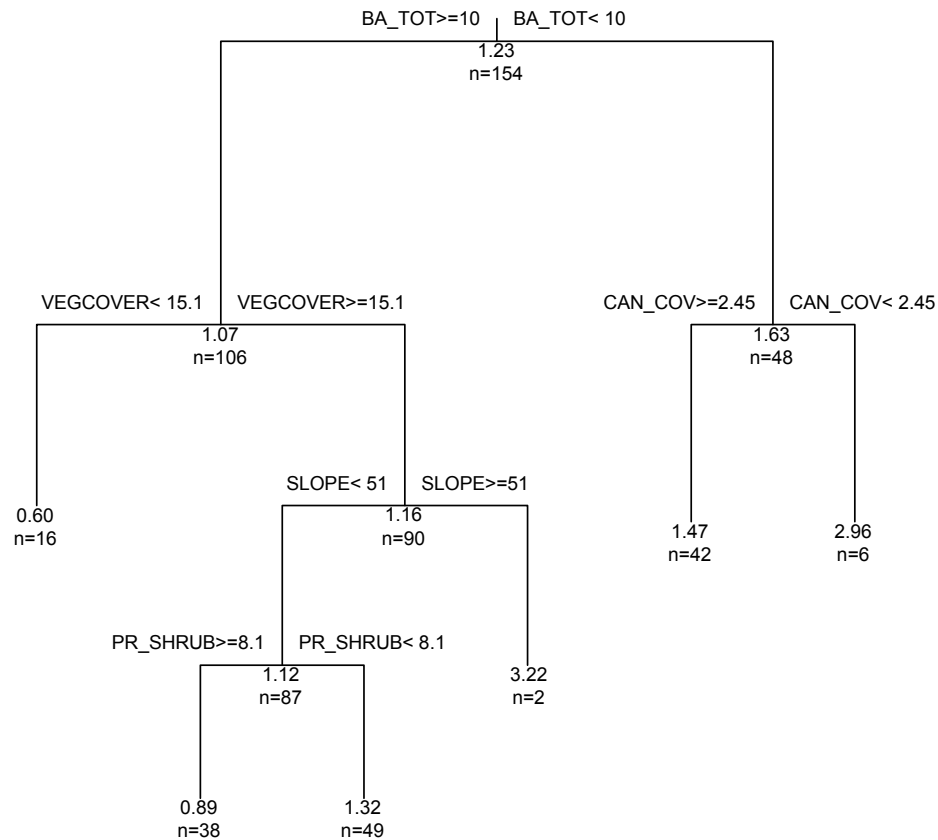 BA_TOT>=10 BA_TOT< 10
1.23
n=154
VEGCOVER< 15.1 VEGCOVER>=15.1 CAN_COV>=2.45 CAN_COV< 2.45
1.07 1.63
n=106 n=48
SLOPE< 51 SLOPE>=51
0.60 1.16 1.47 2.96
n=16 n=90 n=42 n=6
PR_SHRUB>=8.1 PR_SHRUB< 8.1
1.12 3.22
n=87 n=2
0.89 1.32
n=38 n=49